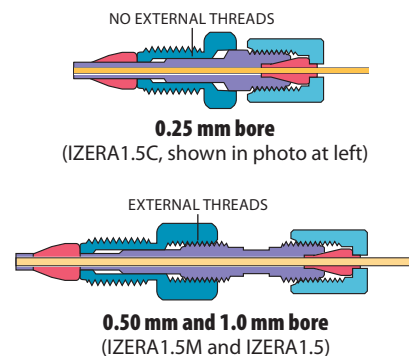 NO EXTERNAL THREADS
0.25 mm bore
(IZERA1.5C, shown in photo at left)
EXTERNAL THREADS
0.50 mm and 1.0 mm bore
(IZERA1.5M and IZERA1.5)